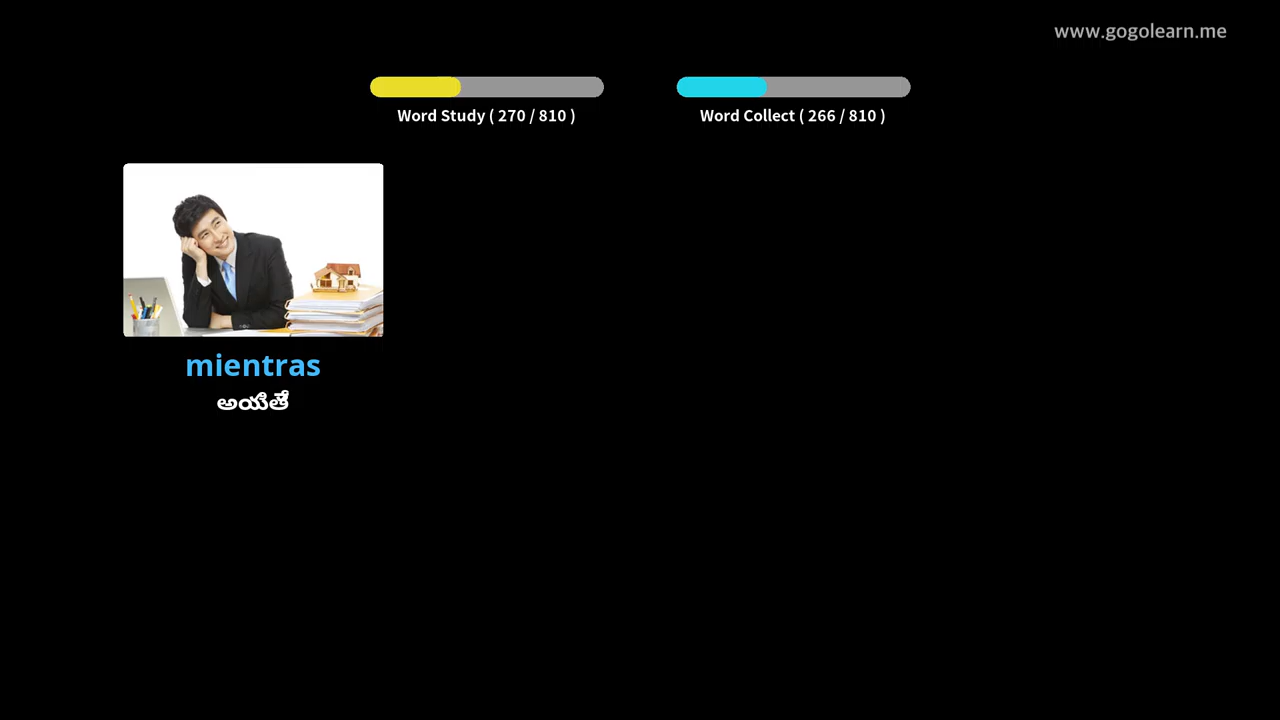 www.gogolearn.me
Word Study ( 270 / 810 )
Word Collect ( 266 / 810 )
mientras
అయితే